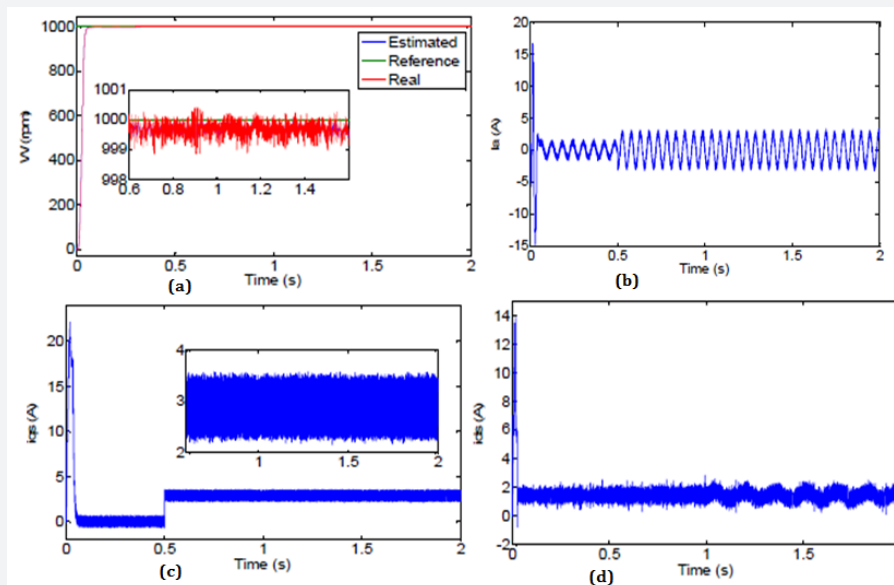 1000
800
600
400
200
0
W (rpm)
Estimated
Reference
Real
1001
1000
999
998
0.6 0.8 1 1.2 1.4
0 0.5 1 1.5 2
Time (s)
(a)
15
10
5
0
-5
-10
-15
Ia (A)
0 0.5 1 1.5 2
Time (s)
(b)
20
15
10
5
0
iqs (A)
4
3
2
1 1.5 2
0 0.5 1 1.5 2
Time (s)
(c)
14
12
10
8
6
4
2
0
-2
ids (A)
0 0.5 1 1.5
Time (s)
(d)